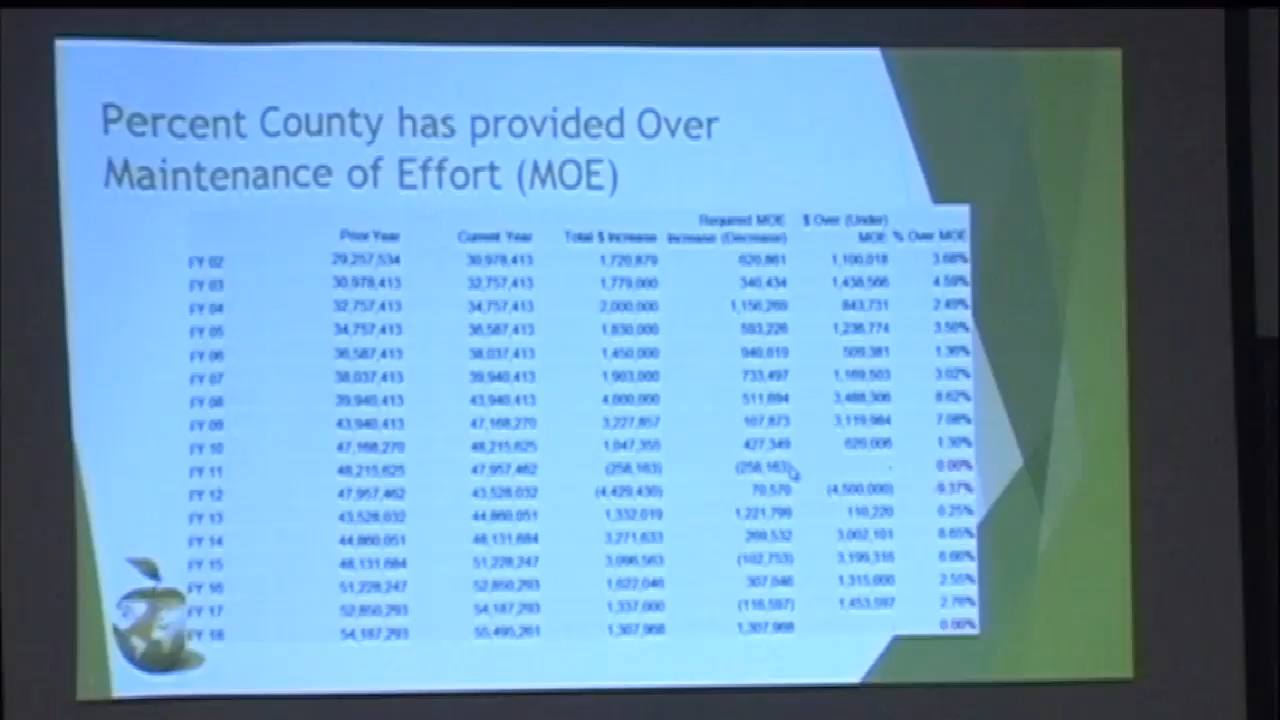 Percent County has provided Over
Maintenance of Effort (MOE)
Required MOE $ Over (Under)
Prior Year Current Year Total $ Increase Increase (Decrease) MOE % Over MOE
FY 02 29,257,534 30,978,413 1,720,879 620,861 1,100,018 3.68%
FY 03 30,978,413 32,757,413 1,779,000 340,434 1,438,566 4.59%
FY 04 32,757,413 34,757,413 2,000,000 1,156,269 843,731 2.49%
FY 05 34,757,413 36,587,413 1,830,000 593,226 1,236,774 3.50%
FY 06 36,587,413 38,037,413 1,450,000 940,619 509,381 1.36%
FY 07 38,037,413 39,940,413 1,903,000 733,497 1,169,503 3.02%
FY 08 39,940,413 43,940,413 4,000,000 511,694 3,488,306 8.62%
FY 09 43,940,413 47,168,270 3,227,857 107,873 3,119,984 7.08%
FY 10 47,168,270 48,215,625 1,047,355 427,349 620,006 1.30%
FY 11 48,215,625 47,957,462 (258,163) (258,163) - 0.00%
FY 12 47,957,462 43,528,032 (4,429,430) 70,570 (4,500,000) -9.37%
FY 13 43,528,032 44,860,051 1,332,019 1,221,799 110,220 0.25%
FY 14 44,860,051 48,131,684 3,271,633 269,532 3,002,101 6.65%
FY 15 48,131,684 51,228,247 3,096,563 (102,753) 3,199,316 6.66%
FY 16 51,228,247 52,850,293 1,622,046 307,046 1,315,000 2.55%
FY 17 52,850,293 54,187,293 1,337,000 (116,597) 1,453,597 2.76%
FY 18 54,187,293 55,495,261 1,307,968 1,307,968 0.00%